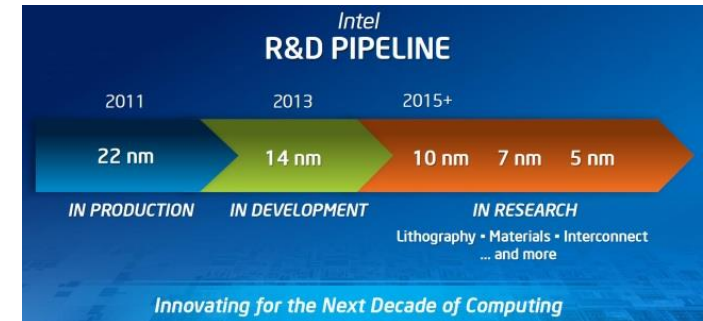 Intel
R&D PIPELINE
2011 2013 2015+
22 nm 14 nm 10 nm 7 nm 5 nm
IN PRODUCTION IN DEVELOPMENT IN RESEARCH
Lithography ▪ Materials ▪ Interconnect
... and more
Innovating for the Next Decade of Computing